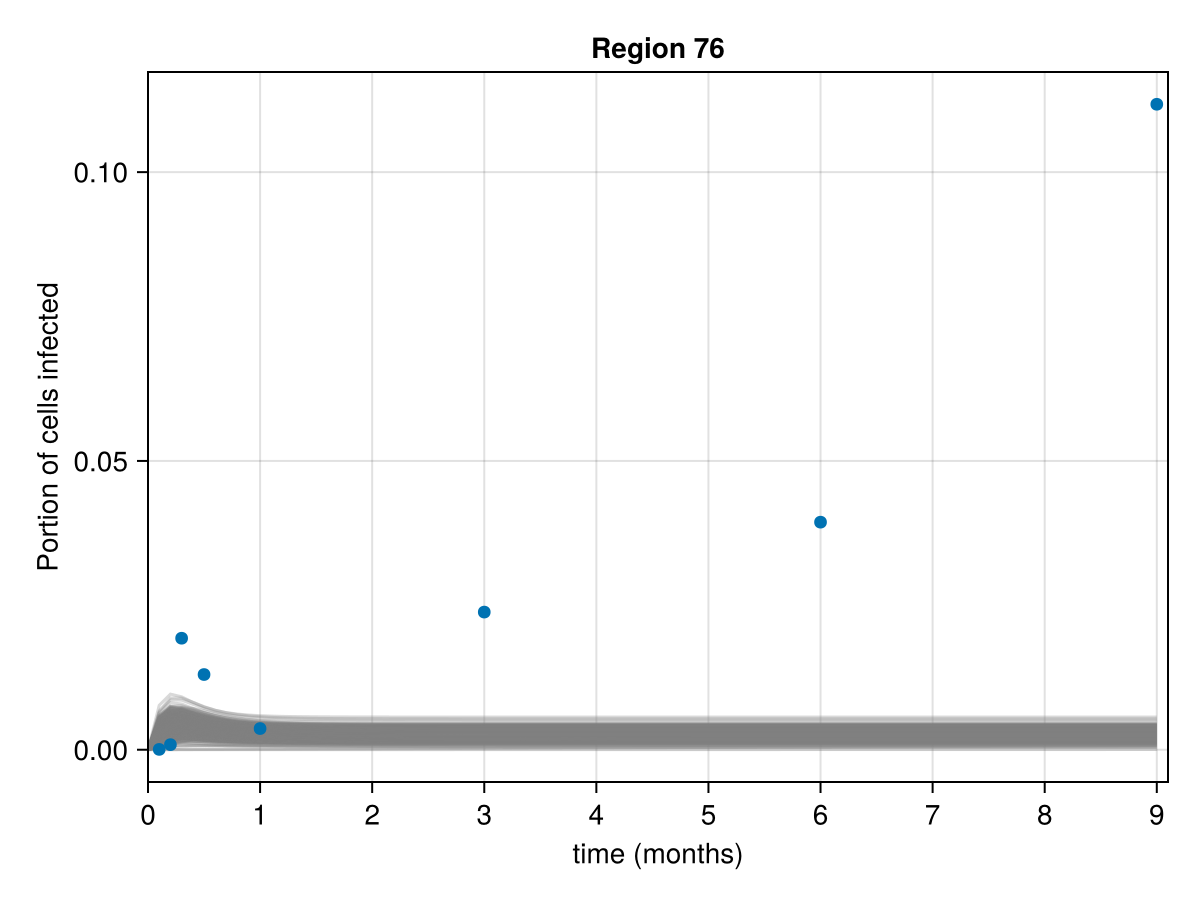 Region 76
Portion of cells infected
0.10
0.05
0.00
0 1 2 3 4 5 6 7 8 9
time (months)